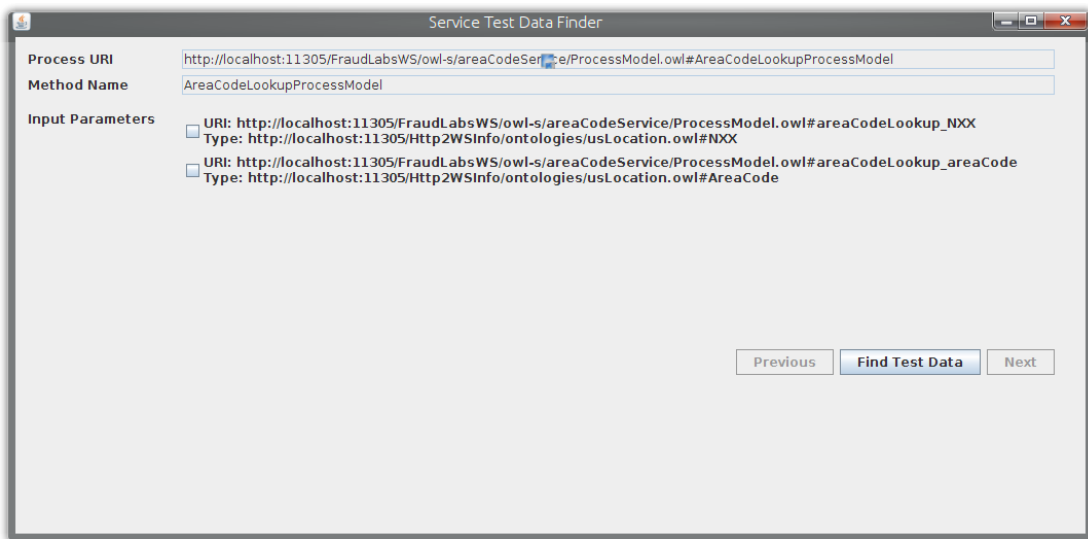 Service Test Data Finder
Process URI http://localhost:11305/FraudLabsWS/owl-s/areaCodeService/ProcessModel.owl#AreaCodeLookupProcessModel
Method Name AreaCodeLookupProcessModel
Input Parameters
URI: http://localhost:11305/FraudLabsWS/owl-s/areaCodeService/ProcessModel.owl#areaCodeLookup_NXX
Type: http://localhost:11305/Http2WSInfo/ontologies/usLocation.owl#NXX
URI: http://localhost:11305/FraudLabsWS/owl-s/areaCodeService/ProcessModel.owl#areaCodeLookup_areaCode
Type: http://localhost:11305/Http2WSInfo/ontologies/usLocation.owl#AreaCode
Previous Find Test Data Next